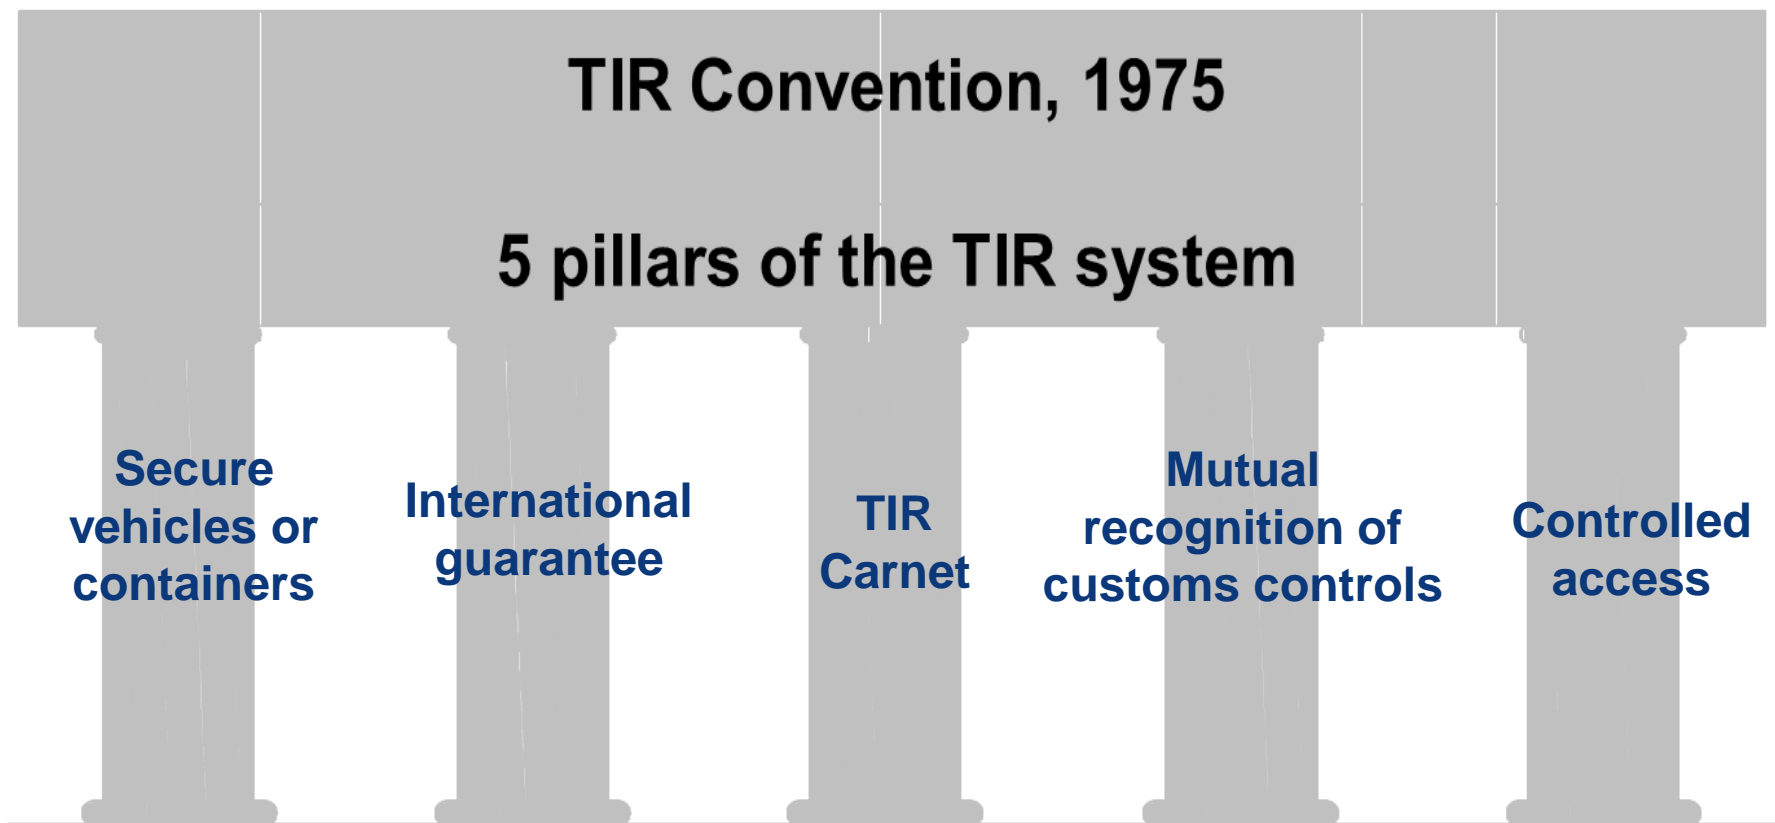 TIR Convention, 1975
5 pillars of the TIR system
Secure
vehicles or
containers
International
guarantee
TIR
Carnet
Mutual
recognition of
customs controls
Controlled
access